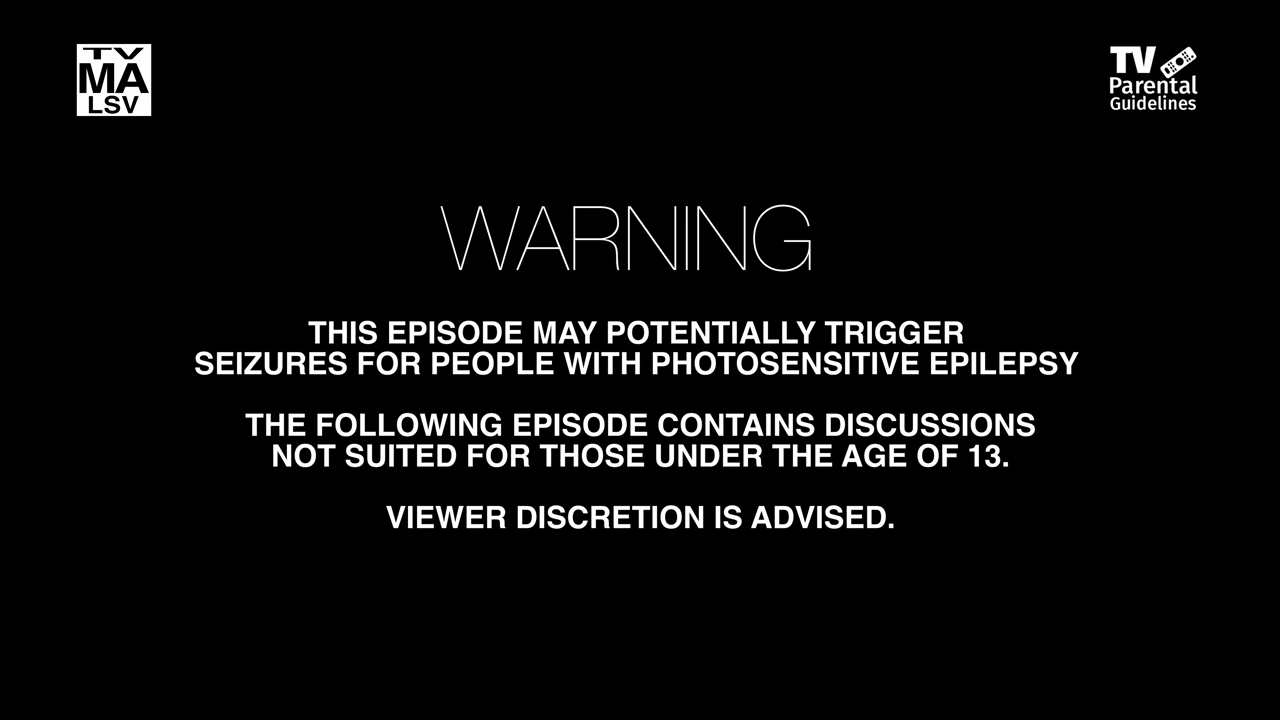 TV
MA
LSV
TV
Parental
Guidelines
WARNING
THIS EPISODE MAY POTENTIALLY TRIGGER
SEIZURES FOR PEOPLE WITH PHOTOSENSITIVE EPILEPSY
THE FOLLOWING EPISODE CONTAINS DISCUSSIONS
NOT SUITED FOR THOSE UNDER THE AGE OF 13.
VIEWER DISCRETION IS ADVISED.